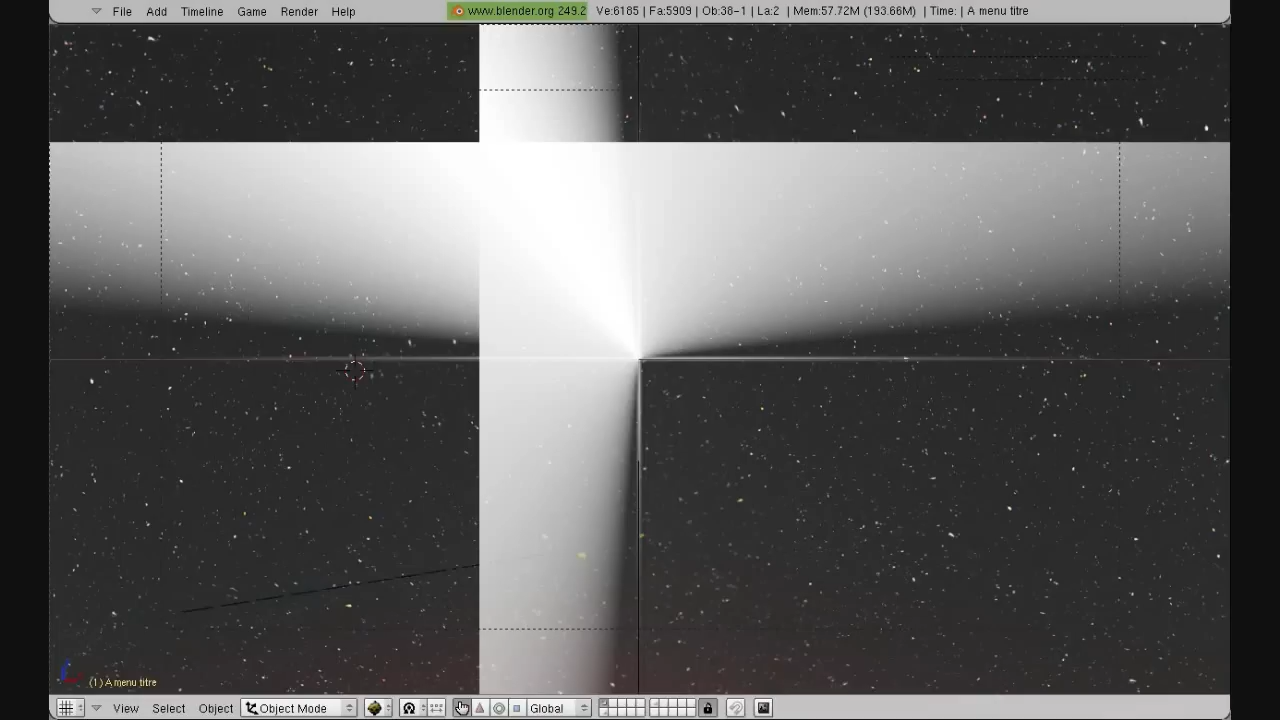 File Add Timeline Game Render Help www.blender.org 249.2 Ve:6185 | Fa:5909 | Ob:38-1 | La:2 | Mem:57.72M (193.66M) | Time: | A menu titre
(1) A menu titre
View Select Object Object Mode Global